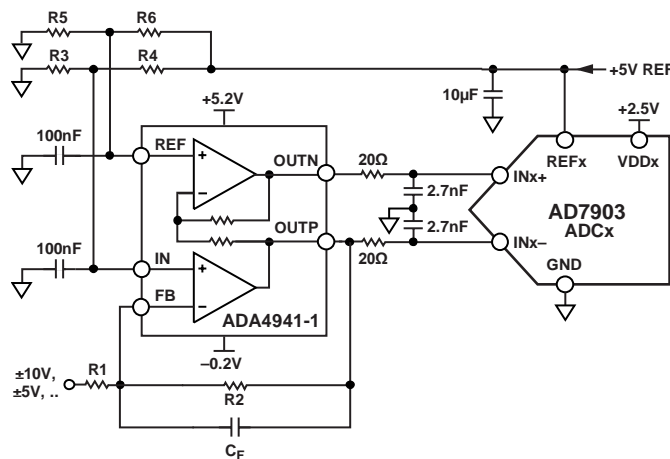 R5
R6
R3
R4
+5V REF
10µF
+5.2V
+2.5V
100nF
REF
OUTN
20Ω
REFx
VDDx
INx+
2.7nF
AD7903
ADCx
OUTP
2.7nF
100nF
IN
20Ω
INx–
FB
GND
ADA4941-1
–0.2V
±10V,
±5V, ..
R1
R2
CF
+
–
+
–